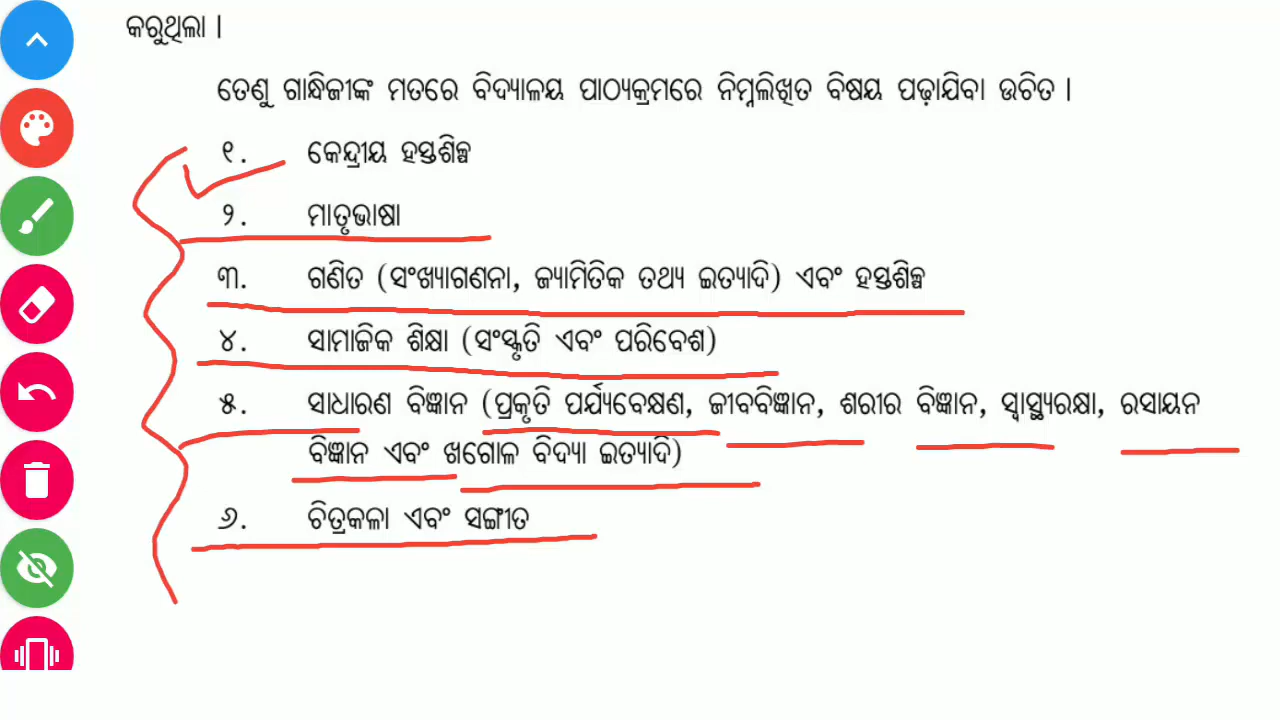 କରୁଥିଲା ।
ତେଣୁ ଗାନ୍ଧିଜୀଙ୍କ ମତରେ ବିଦ୍ୟାଳୟ ପାଠ୍ୟକ୍ରମରେ ନିମ୍ନଲିଖିତ ବିଷୟ ପଢ଼ାଯିବା ଉଚିତ ।
୧. କେନ୍ଦ୍ରୀୟ ହସ୍ତଶିଳ୍ପ
୨. ମାତୃଭାଷା
୩. ଗଣିତ (ସଂଖ୍ୟାଗଣନା, ଜ୍ୟାମିତିକ ତଥ୍ୟ ଇତ୍ୟାଦି) ଏବଂ ହସ୍ତଶିଳ୍ପ
୪. ସାମାଜିକ ଶିକ୍ଷା (ସଂସ୍କୃତି ଏବଂ ପରିବେଶ)
୫. ସାଧାରଣ ବିଜ୍ଞାନ (ପ୍ରକୃତି ପର୍ଯ୍ୟବେକ୍ଷଣ, ଜୀବବିଜ୍ଞାନ, ଶରୀର ବିଜ୍ଞାନ, ସ୍ୱାସ୍ଥ୍ୟରକ୍ଷା, ରସାୟନ
ବିଜ୍ଞାନ ଏବଂ ଖଗୋଳ ବିଦ୍ୟା ଇତ୍ୟାଦି)
୬. ଚିତ୍ରକଳା ଏବଂ ସଙ୍ଗୀତ